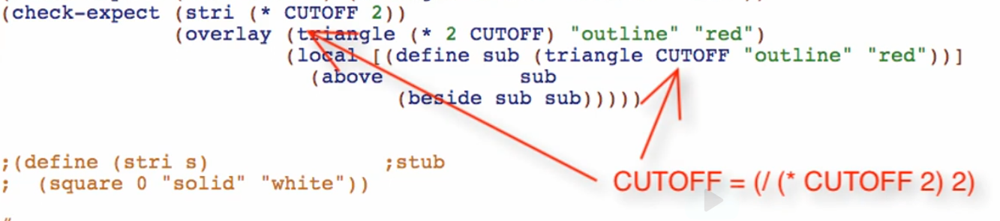 (check-expect (stri (* CUTOFF 2))
(overlay (triangle (* 2 CUTOFF) "outline" "red")
(local [(define sub (triangle CUTOFF "outline" "red"))]
(above sub
(beside sub sub)))))
;(define (stri s) ;stub
; (square 0 "solid" "white"))
CUTOFF = (/ (* CUTOFF 2) 2)